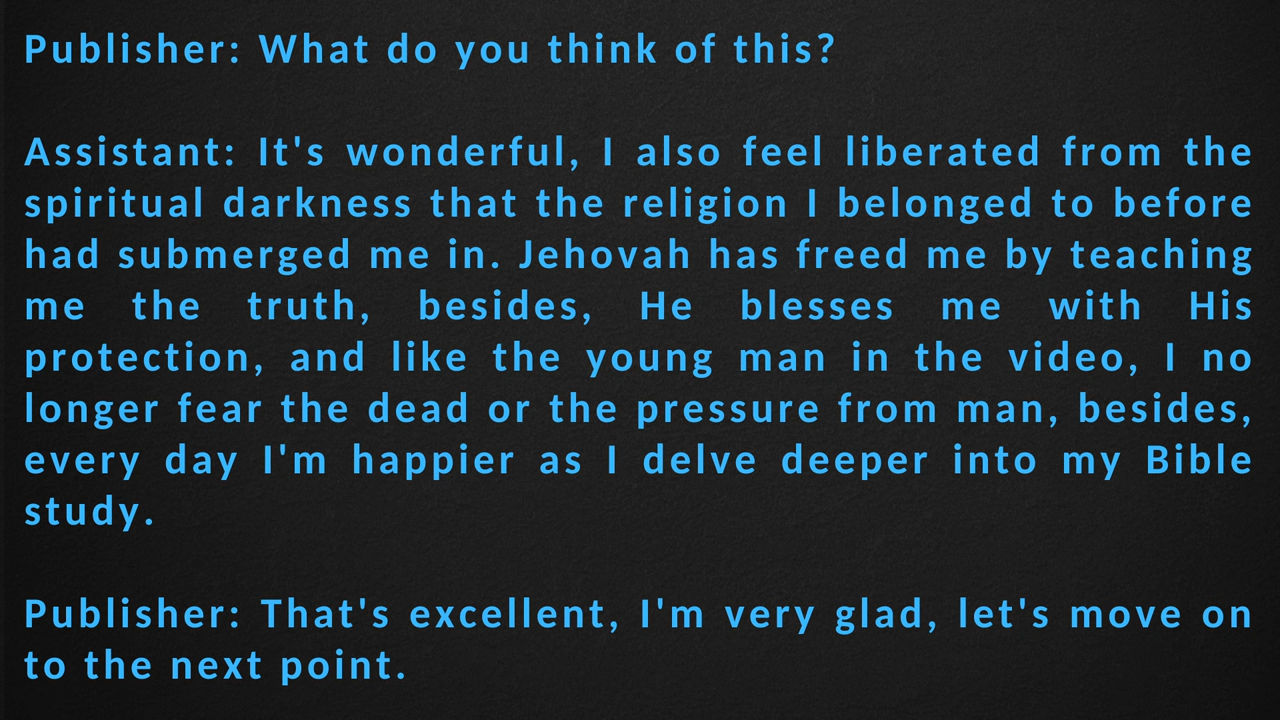 Publisher: What do you think of this?
Assistant: It's wonderful, I also feel liberated from the
spiritual darkness that the religion I belonged to before
had submerged me in. Jehovah has freed me by teaching
me the truth, besides, He blesses me with His
protection, and like the young man in the video, I no
longer fear the dead or the pressure from man, besides,
every day I'm happier as I delve deeper into my Bible
study.
Publisher: That's excellent, I'm very glad, let's move on
to the next point.